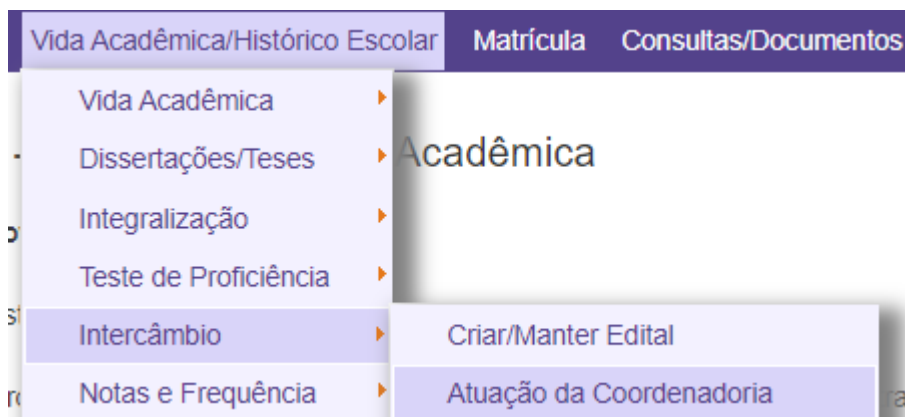 Vida Acadêmica/Histórico Escolar Matrícula Consultas/Documentos
Vida Acadêmica
Acadêmica
Dissertações/Teses
Integralização
Teste de Proficiência
Intercâmbio
Criar/Manter Edital
Notas e Frequência
Atuação da Coordenadoria